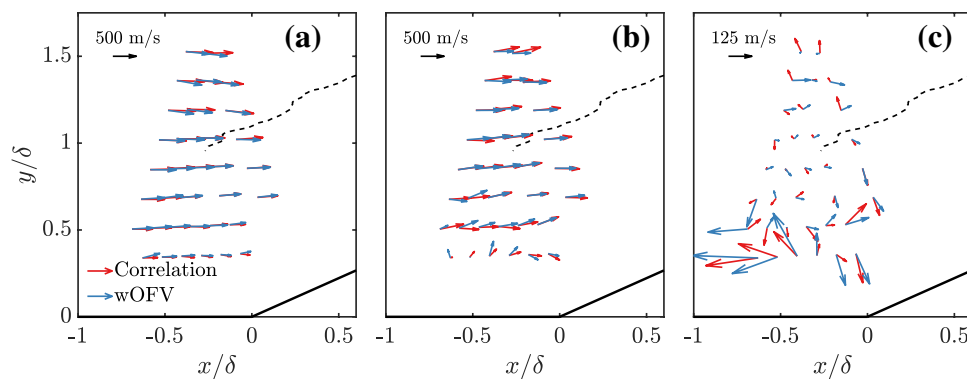 500 m/s (a)
500 m/s (b)
125 m/s (c)
1.5
1
0.5
0
y/δ
Correlation
wOFV
-1 -0.5 0 0.5
-1 -0.5 0 0.5
-1 -0.5 0 0.5
x/δ
x/δ
x/δ